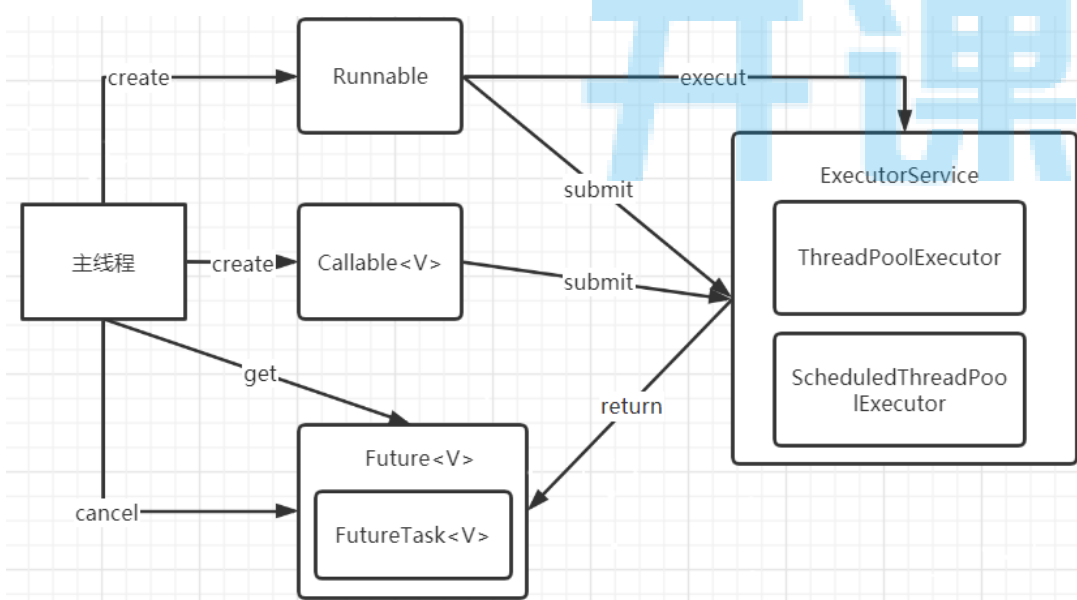 开课
create
Runnable
execut
ExecutorService
submit
主线程
create
Callable<V>
submit
ThreadPoolExecutor
get
return
ScheduledThreadPoo
lExecutor
Future<V>
cancel
FutureTask<V>